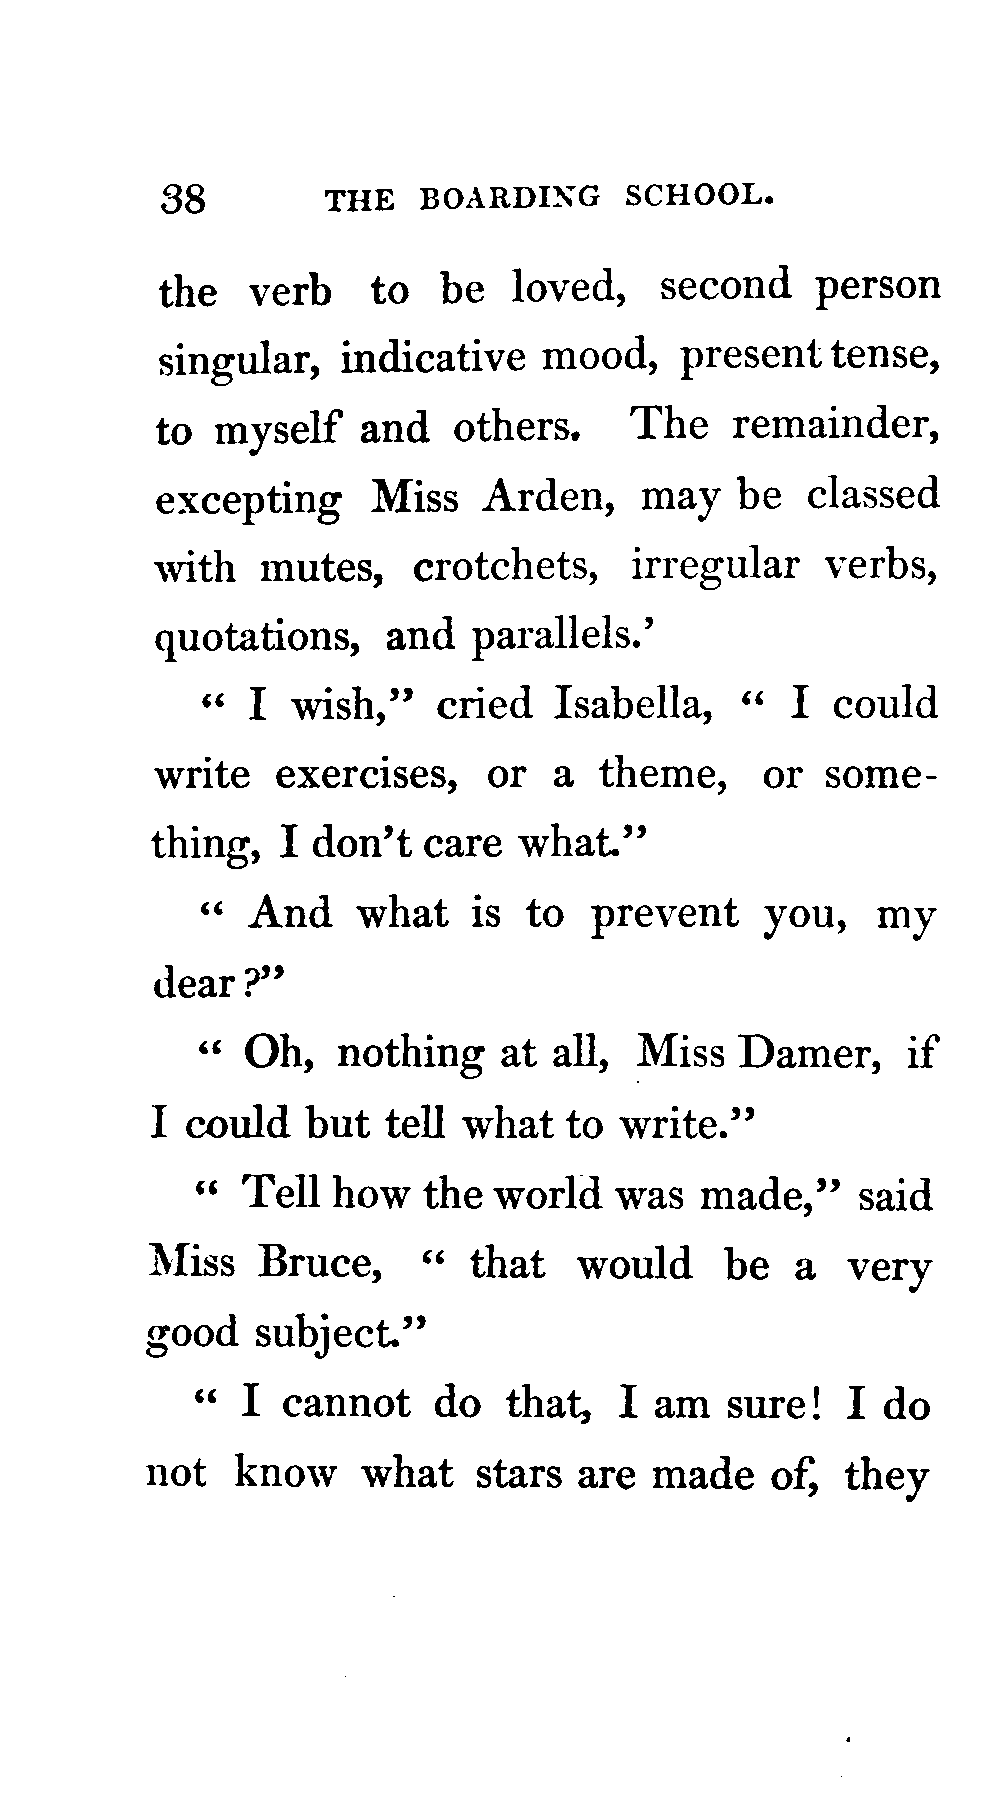 38 THE BOARDING SCHOOL.
the verb to be loved, second person
singular, indicative mood, present tense,
to myself and others. The remainder,
excepting Miss Arden, may be classed
with mutes, crotchets, irregular verbs,
quotations, and parallels.’
“ I wish,” cried Isabella, “ I could
write exercises, or a theme, or some-
thing, I don’t care what.”
“ And what is to prevent you, my
dear ?”
“ Oh, nothing at all, Miss Damer, if
I could but tell what to write.”
“ Tell how the world was made,” said
Miss Bruce, “ that would be a very
good subject.”
“ I cannot do that, I am sure! I do
not know what stars are made of, they